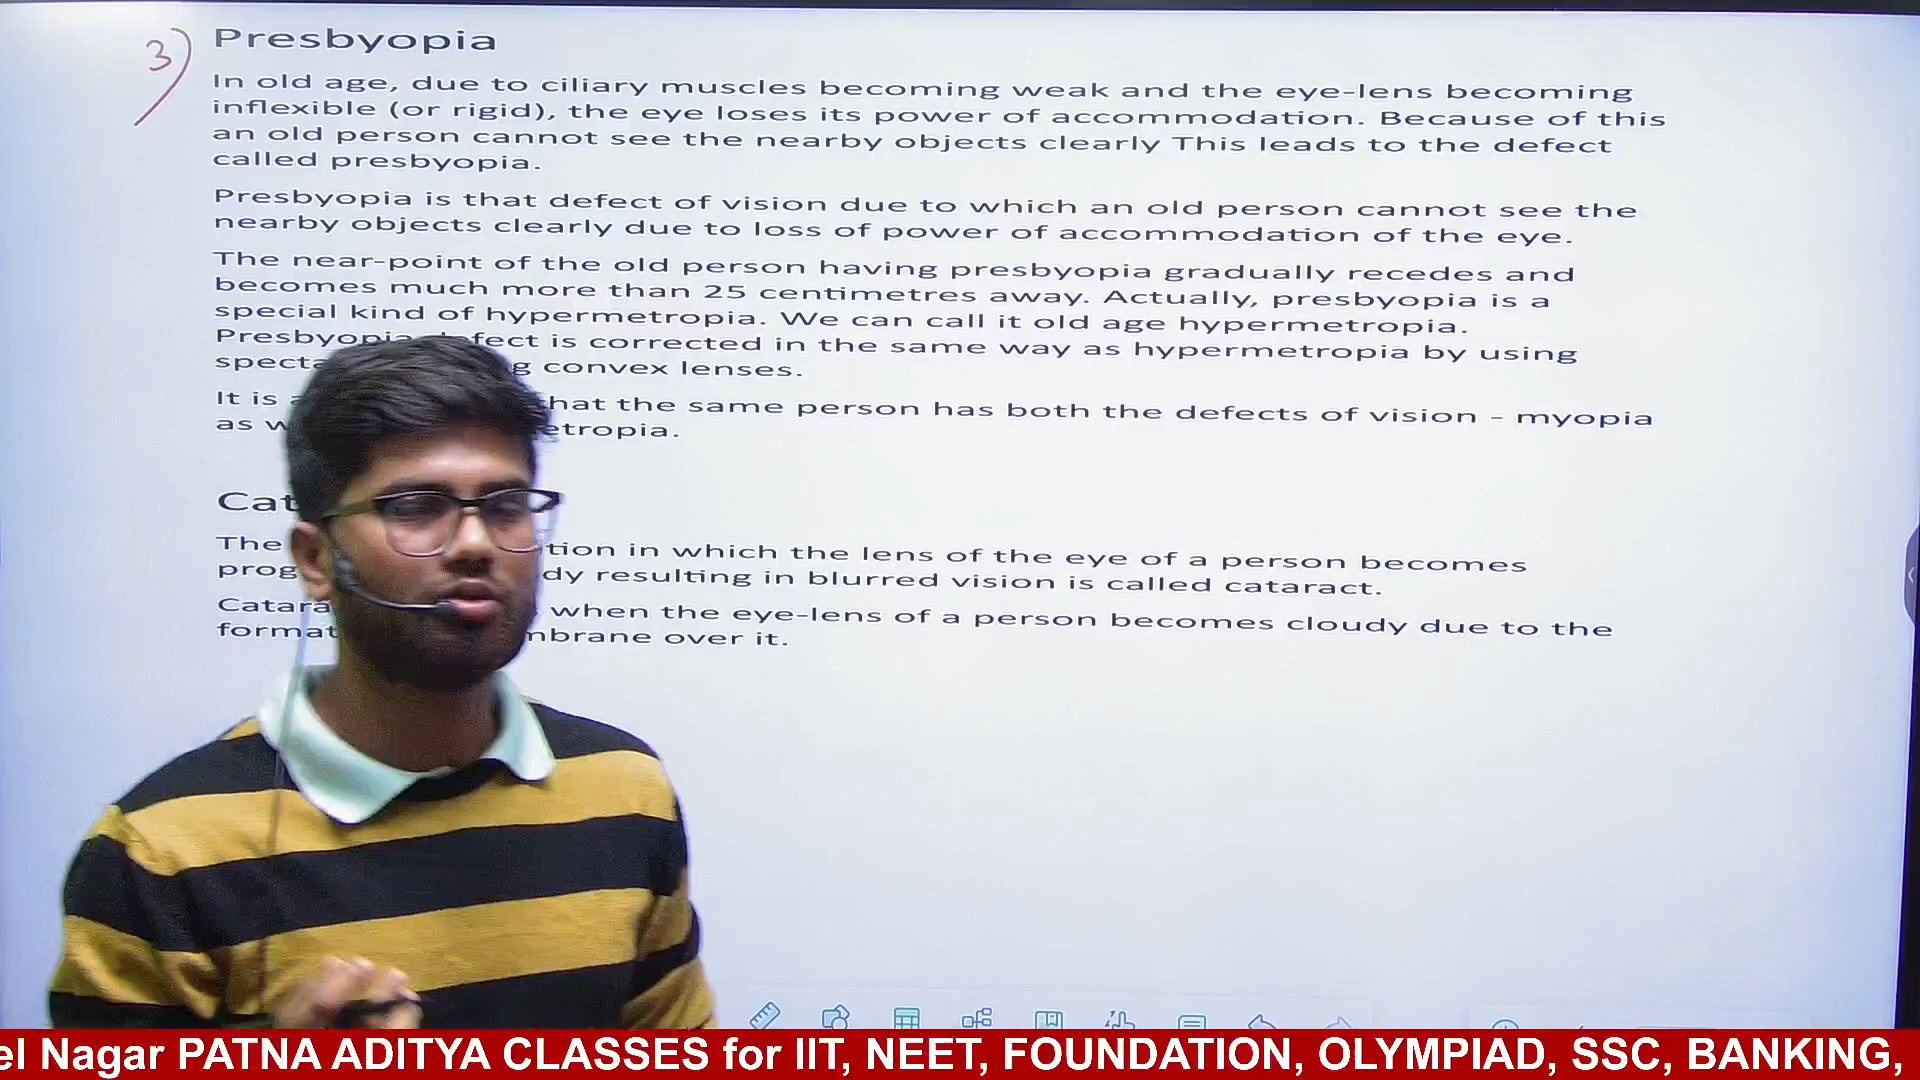 3)
Presbyopia
In old age, due to ciliary muscles becoming weak and the eye-lens becoming
inflexible (or rigid), the eye loses its power of accommodation. Because of this
an old person cannot see the nearby objects clearly This leads to the defect
called presbyopia.
Presbyopia is that defect of vision due to which an old person cannot see the
nearby objects clearly due to loss of power of accommodation of the eye.
The near-point of the old person having presbyopia gradually recedes and
becomes much more than 25 centimetres away. Actually, presbyopia is a
special kind of hypermetropia. We can call it old age hypermetropia.
Presbyopia is corrected in the same way as hypermetropia by using
convex lenses.
It is that the same person has both the defects of vision - myopia
as
The in which the lens of the eye of a person becomes
resulting in blurred vision is called cataract.
when the eye-lens of a person becomes cloudy due to the
over it.
Nagar PATNA ADITYA CLASSES for IIT, NEET, FOUNDATION, OLYMPIAD, SSC, BANKING,